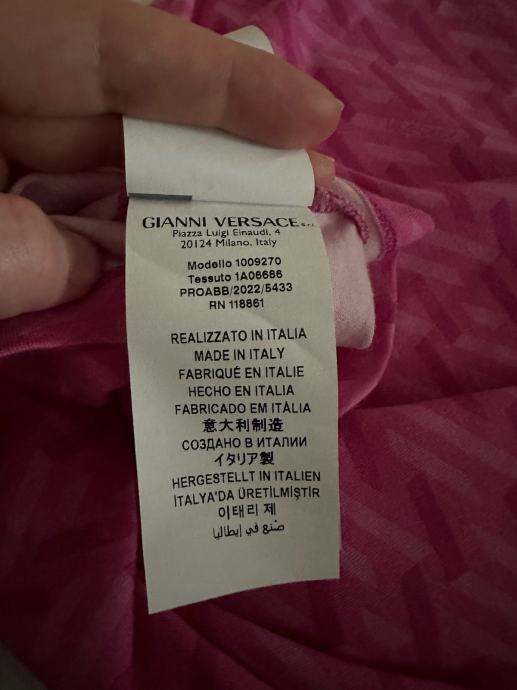 GIANNI VERSACE S.r.l.
Piazza Luigi Einaudi, 4
20124 Milano, Italy
Modello 1009270
Tessuto 1A06686
PROABB/2022/5433
RN 118861
REALIZZATO IN ITALIA
MADE IN ITALY
FABRIQUÉ EN ITALIE
HECHO EN ITALIA
FABRICADO EM ITÁLIA
意大利制造
СОЗДАНО В ИТАЛИИ
イタリア製
HERGESTELLT IN ITALIEN
İTALYA'DA ÜRETİLMİŞTİR
이태리 제
صنع في إيطاليا